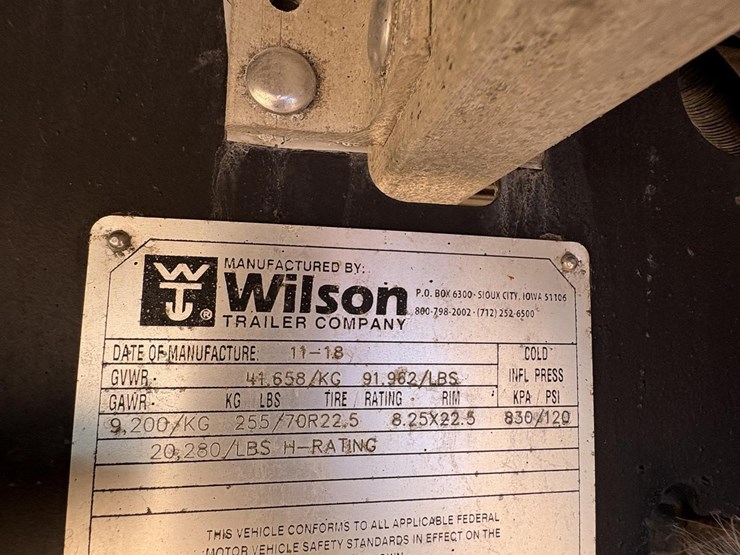 MANUFACTURED BY:
WT ® Wilson
TRAILER COMPANY
P.O. BOX 6300 · SIOUX CITY, IOWA 51106
800-798-2002 · (712) 252-6500
DATE OF MANUFACTURE: 11-18 COLD
GVWR 41,658/KG 91,962/LBS INFL PRESS
GAWR KG LBS TIRE RATING RIM KPA PSI
9,200/KG 255/70R22.5 8.25X22.5 830/120
20,280/LBS H-RATING
THIS VEHICLE CONFORMS TO ALL APPLICABLE FEDERAL
MOTOR VEHICLE SAFETY STANDARDS IN EFFECT ON THE